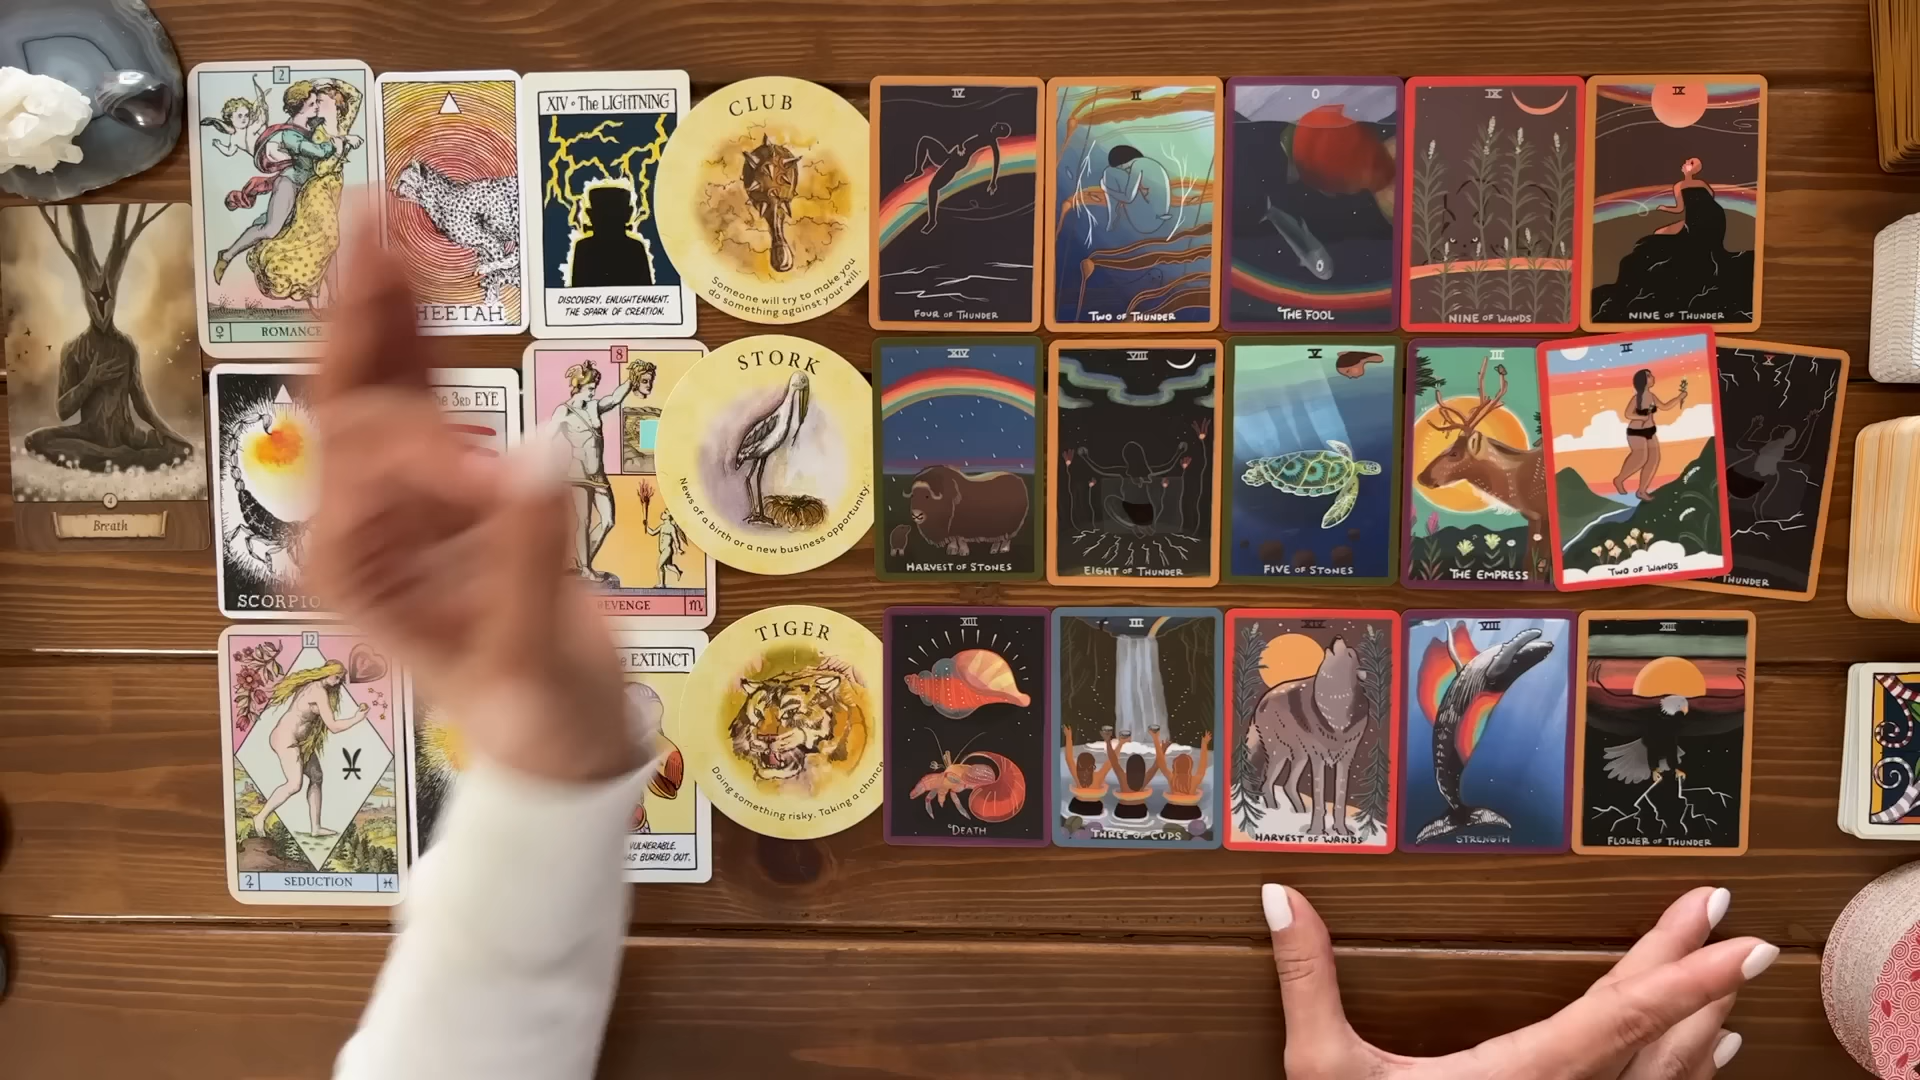 2
ROMANCE
HEETAH
XIV • The LIGHTNING
DISCOVERY. ENLIGHTENMENT.
THE SPARK OF CREATION.
CLUB
Someone will try to make you
do something against your will.
IV
FOUR OF THUNDER
II
TWO OF THUNDER
0
THE FOOL
IX
NINE OF WANDS
IX
NINE OF THUNDER
4
Breath
SCORPIO
he 3RD EYE
8
REVENGE
STORK
News of a birth or a new business opportunity.
XIV
HARVEST OF STONES
VIII
EIGHT OF THUNDER
V
FIVE OF STONES
III
THE EMPRESS
II
TWO OF WANDS
X
THUNDER
12
SEDUCTION
e EXTINCT
VULNERABLE.
AS BURNED OUT.
TIGER
Doing something risky. Taking a chance
XIII
DEATH
III
THREE OF CUPS
XIV
HARVEST OF WANDS
VIII
STRENGTH
XIII
FLOWER OF THUNDER